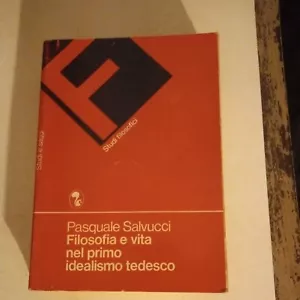 Studi filosofici
Pasquale Salvucci
Filosofia e vita
nel primo
idealismo tedesco